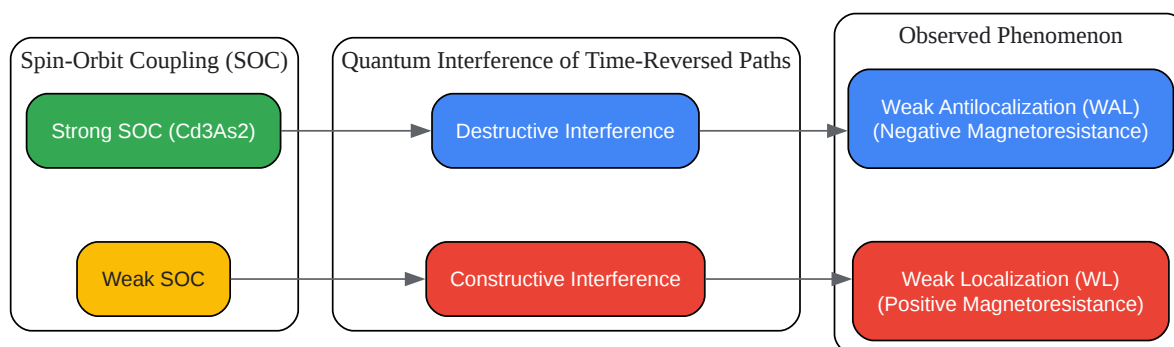 Spin-Orbit Coupling (SOC)
Quantum Interference of Time-Reversed Paths
Observed Phenomenon
Strong SOC (Cd3As2)
Destructive Interference
Weak Antilocalization (WAL)
(Negative Magnetoresistance)
Weak SOC
Constructive Interference
Weak Localization (WL)
(Positive Magnetoresistance)